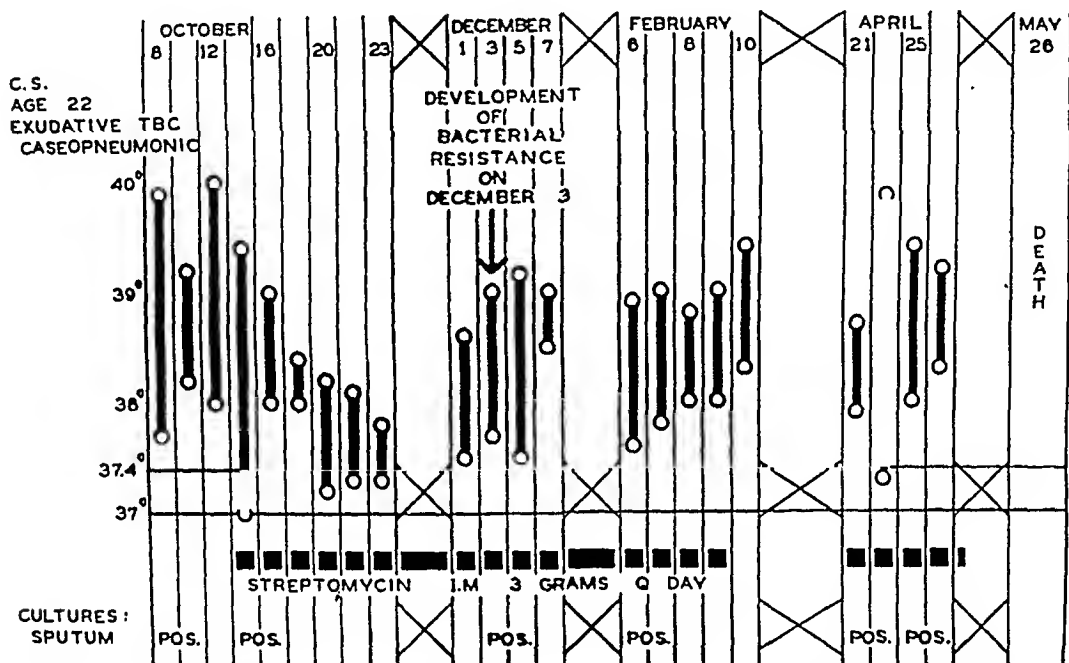 OCTOBER DECEMBER FEBRUARY APRIL MAY
8 12 16 20 23 1 3 5 7 6 8 10 21 25 26
C.S.
AGE 22
EXUDATIVE TBC
CASEOPNEUMONIC
DEVELOPMENT
OF
BACTERIAL
RESISTANCE
ON
DECEMBER 3
40°
39°
38°
37.4°
37°
DEATH
STREPTOMYCIN I.M 3 GRAMS Q DAY
CULTURES:
SPUTUM POS. POS. POS. POS. POS. POS.